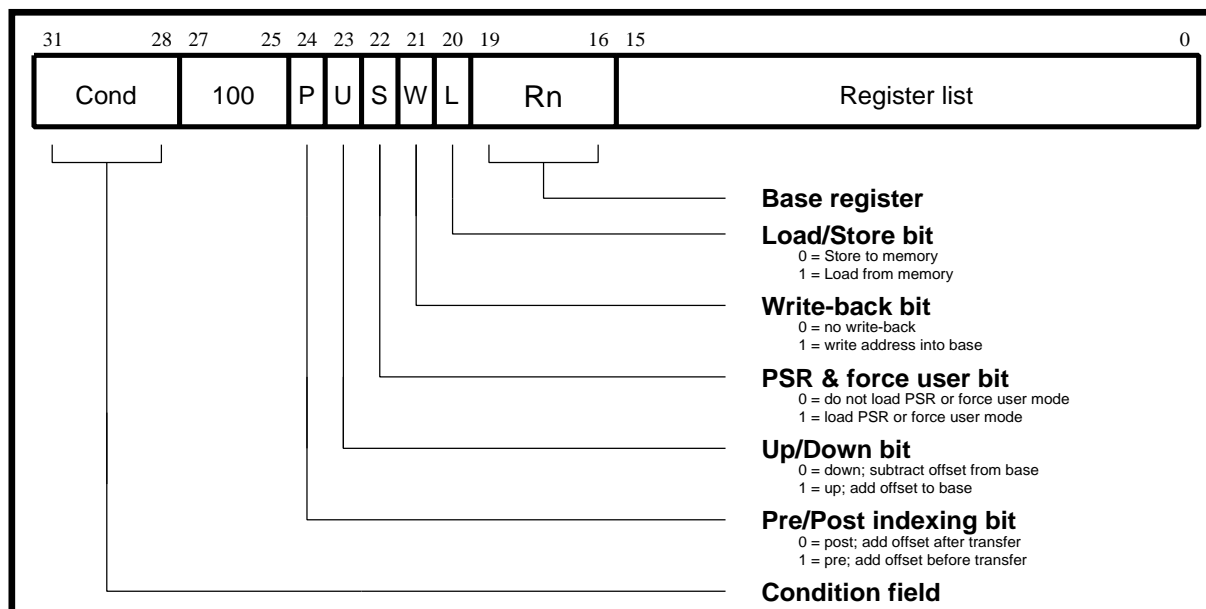 31 28 27 25 24 23 22 21 20 19 16 15 0
Cond 100 P U S W L Rn Register list
Base register
Load/Store bit
0 = Store to memory
1 = Load from memory
Write-back bit
0 = no write-back
1 = write address into base
PSR & force user bit
0 = do not load PSR or force user mode
1 = load PSR or force user mode
Up/Down bit
0 = down; subtract offset from base
1 = up; add offset to base
Pre/Post indexing bit
0 = post; add offset after transfer
1 = pre; add offset before transfer
Condition field